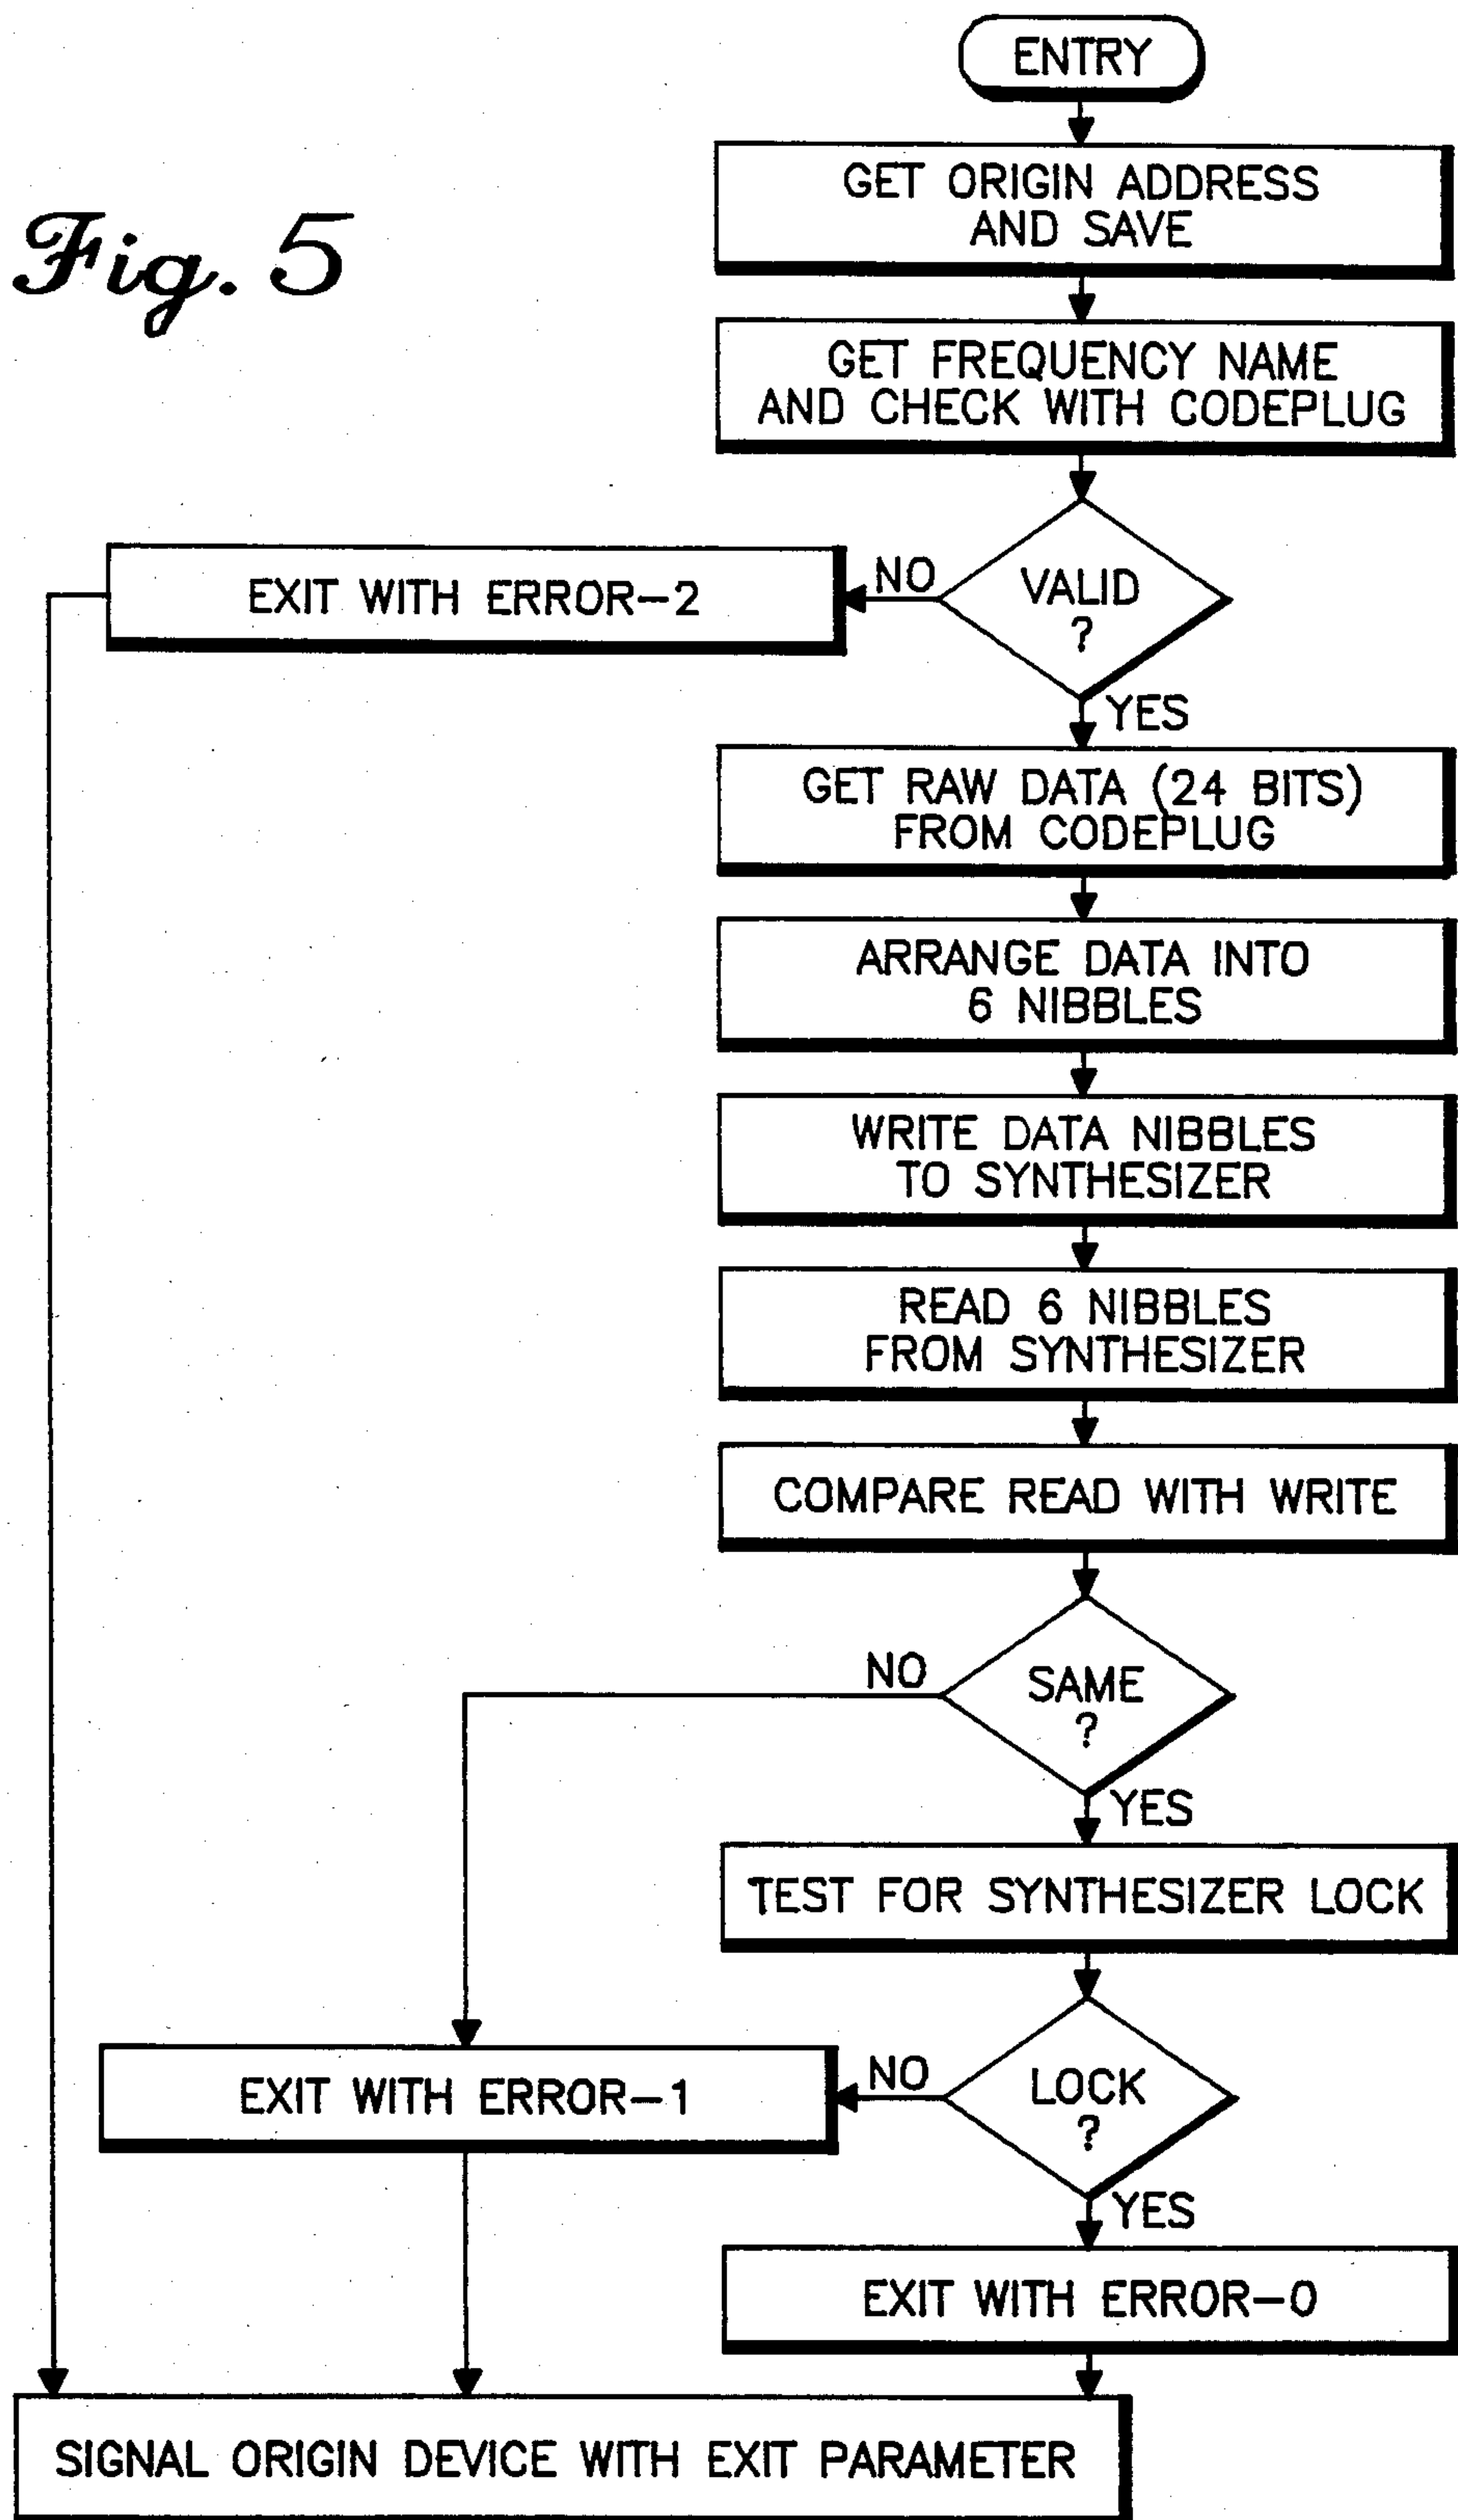 ENTRY
GET ORIGIN ADDRESS
AND SAVE
Fig. 5
GET FREQUENCY NAME
AND CHECK WITH CODEPLUG
EXIT WITH ERROR-2
NO
VALID
?
YES
GET RAW DATA (24 BITS)
FROM CODEPLUG
ARRANGE DATA INTO
6 NIBBLES
WRITE DATA NIBBLES
TO SYNTHESIZER
READ 6 NIBBLES
FROM SYNTHESIZER
COMPARE READ WITH WRITE
NO
SAME
?
YES
TEST FOR SYNTHESIZER LOCK
EXIT WITH ERROR-1
NO
LOCK
?
YES
EXIT WITH ERROR-0
SIGNAL ORIGIN DEVICE WITH EXIT PARAMETER